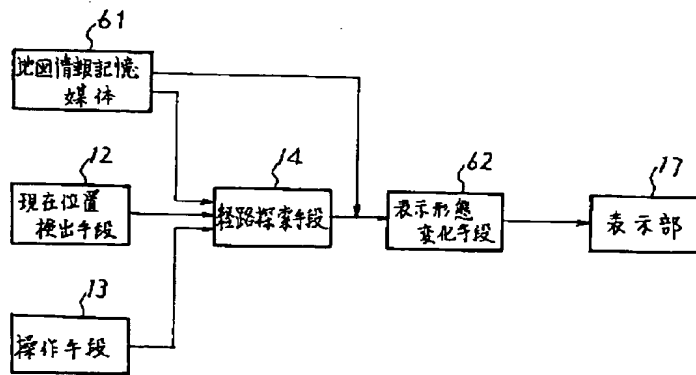 61
地図情報記憶
媒体
12
現在位置
検出手段
13
操作手段
14
経路探索手段
62
表示形態
変化手段
17
表示部